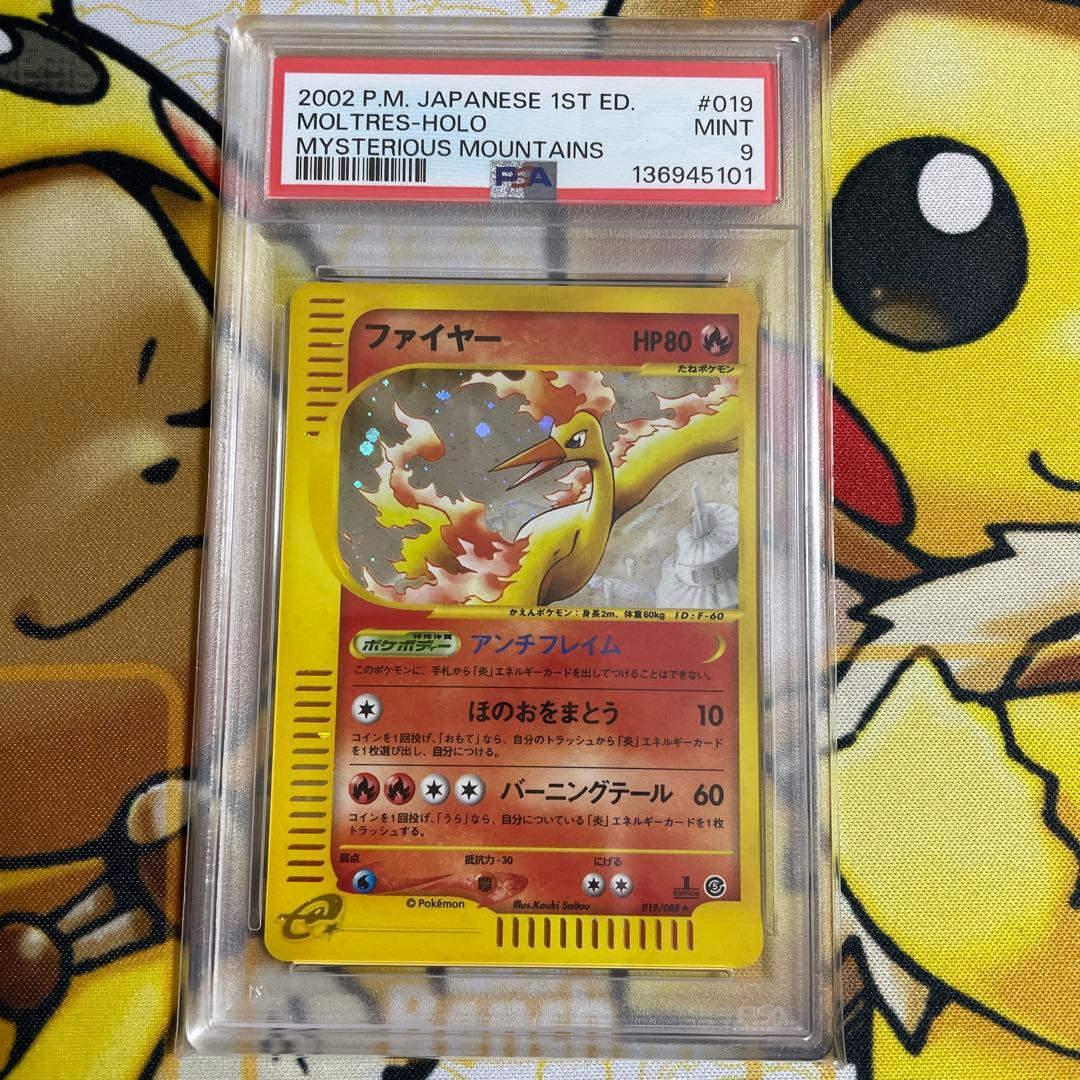 2002 P.M. JAPANESE 1ST ED. #019
MOLTRES-HOLO MINT
MYSTERIOUS MOUNTAINS 9
PSA 136945101
ファイヤー HP80
たねポケモン
かえんポケモン：身長2m、体重60kg ID：F-60
特殊体質
ポケボディー アンチフレイム
このポケモンに、手札から「炎」エネルギーカードを出してつけることはできない。
ほのおをまとう 10
コインを1回投げ、「おもて」なら、自分のトラッシュから「炎」エネルギーカード
を1枚選び出し、自分につける。
バーニングテール 60
コインを1回投げ、「うら」なら、自分についている「炎」エネルギーカードを1枚
トラッシュする。
弱点 抵抗力 -30 にげる
1 EDITION 5
© Pokémon Illus.Kouki Saitou 019/088 ★
e
PSA